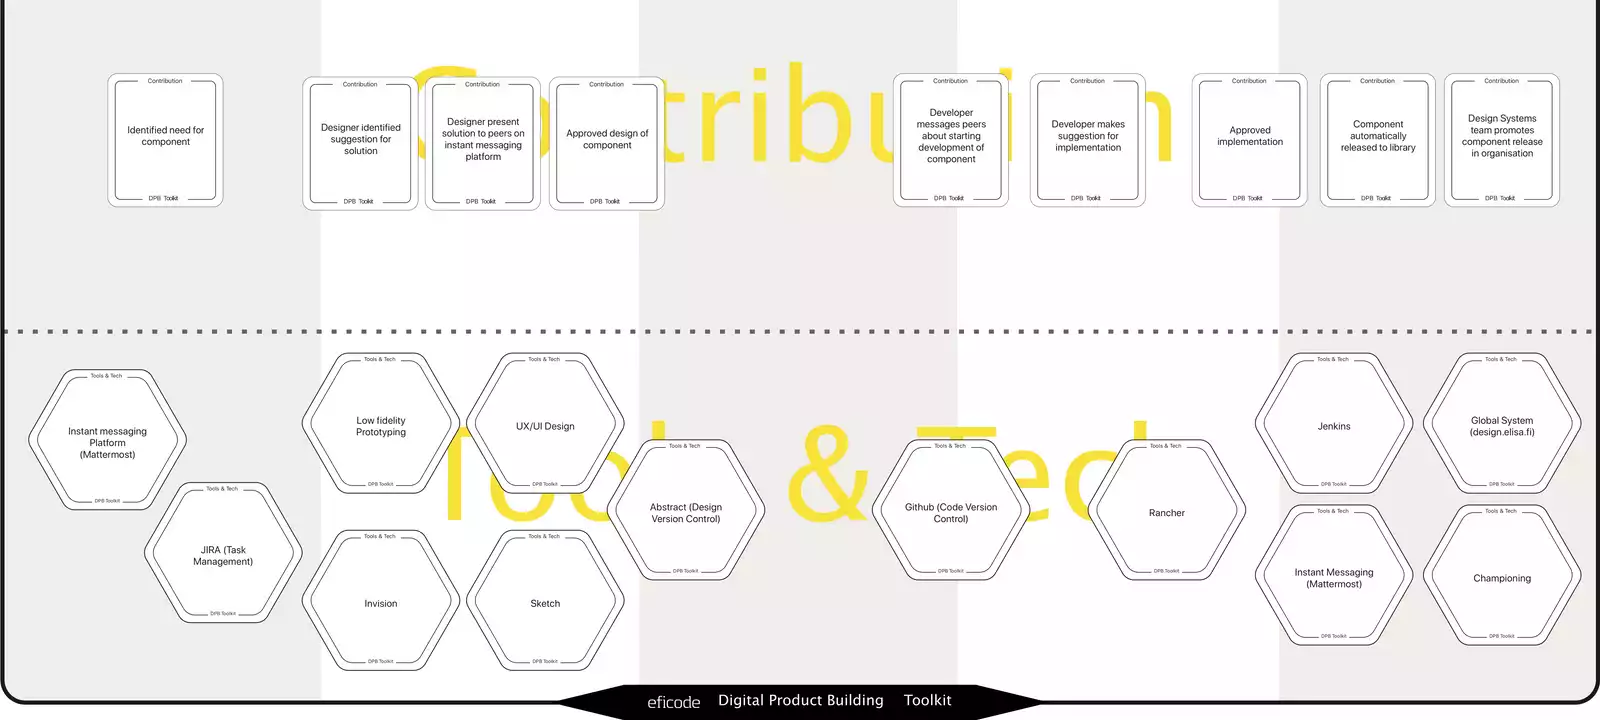 Contribution
Contribution
Identified need for
component
DPB Toolkit
Contribution
Designer identified
suggestion for
solution
DPB Toolkit
Contribution
Designer present
solution to peers on
instant messaging
platform
DPB Toolkit
Contribution
Approved design of
component
DPB Toolkit
Contribution
Developer
messages peers
about starting
development of
component
DPB Toolkit
Contribution
Developer makes
suggestion for
implementation
DPB Toolkit
Contribution
Approved
implementation
DPB Toolkit
Contribution
Component
automatically
released to library
DPB Toolkit
Contribution
Design Systems
team promotes
component release
in organisation
DPB Toolkit
Tools & Tech
Tools & Tech
Instant messaging
Platform
(Mattermost)
DPB Toolkit
Tools & Tech
JIRA (Task
Management)
DPB Toolkit
Tools & Tech
Low fidelity
Prototyping
DPB Toolkit
Tools & Tech
UX/UI Design
DPB Toolkit
Tools & Tech
Invision
DPB Toolkit
Tools & Tech
Sketch
DPB Toolkit
Tools & Tech
Abstract (Design
Version Control)
DPB Toolkit
Tools & Tech
Github (Code Version
Control)
DPB Toolkit
Tools & Tech
Rancher
DPB Toolkit
Tools & Tech
Jenkins
DPB Toolkit
Tools & Tech
Global System
(design.elisa.fi)
DPB Toolkit
Tools & Tech
Instant Messaging
(Mattermost)
DPB Toolkit
Tools & Tech
Championing
DPB Toolkit
eficode Digital Product Building Toolkit